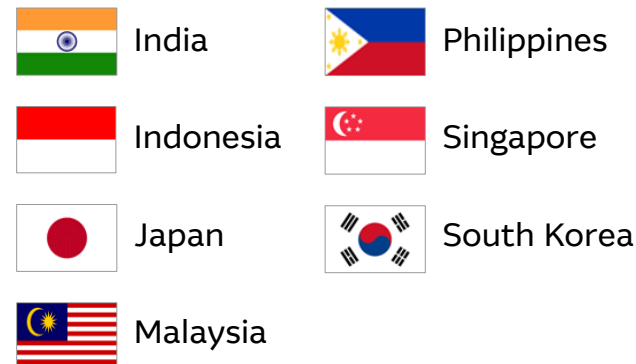 India
Indonesia
Japan
Malaysia
Philippines
Singapore
South Korea